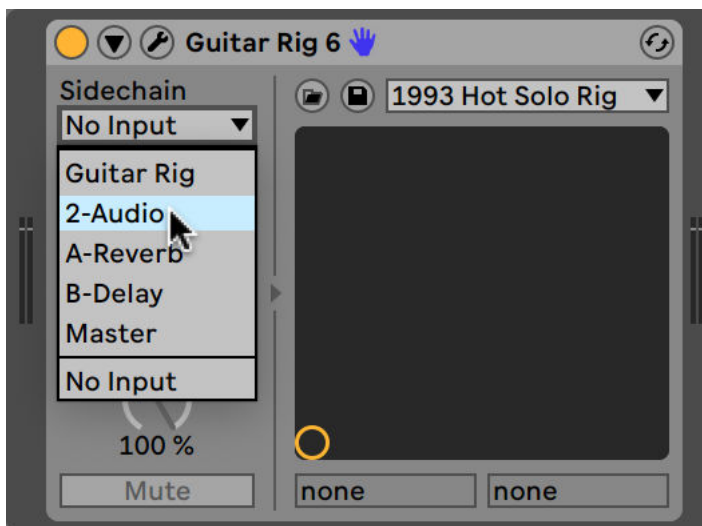 Guitar Rig 6
Sidechain
No Input
Guitar Rig
2-Audio
A-Reverb
B-Delay
Master
No Input
100 %
Mute
1993 Hot Solo Rig
none
none